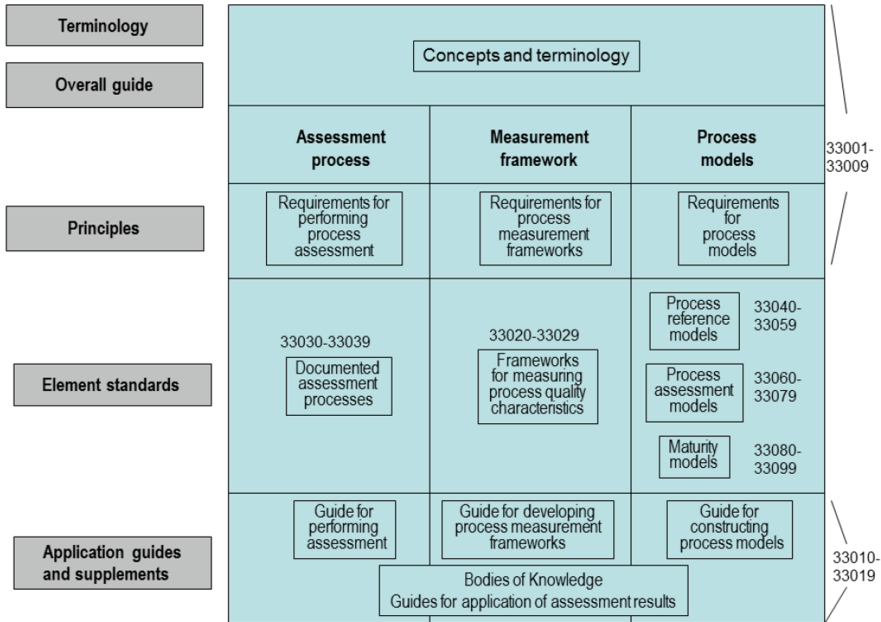 Terminology
Concepts and terminology
Overall guide
Assessment
process
Measurement
framework
Process
models
33001-
33009
Principles
Requirements for
performing
process
assessment
Requirements for
process
measurement
frameworks
Requirements
for
process
models
Element standards
33030-33039
Documented
assessment
processes
33020-33029
Frameworks
for measuring
process quality
characteristics
Process
reference
models
33040-
33059
Process
assessment
models
33060-
33079
Maturity
models
33080-
33099
Application guides
and supplements
Guide for
performing
assessment
Guide for developing
process measurement
frameworks
Guide for
constructing
process models
33010-
33019
Bodies of Knowledge
Guides for application of assessment results